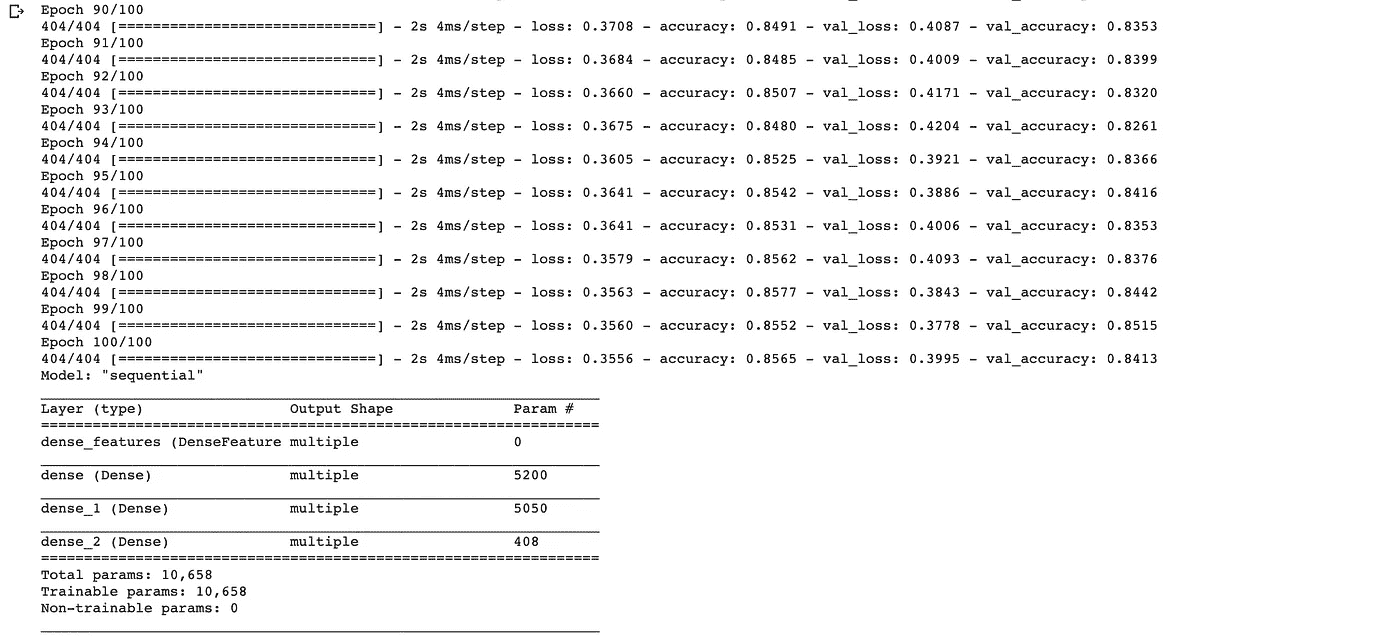 Epoch 90/100
404/404 [==============================] - 2s 4ms/step - loss: 0.3708 - accuracy: 0.8491 - val_loss: 0.4087 - val_accuracy: 0.8353
Epoch 91/100
404/404 [==============================] - 2s 4ms/step - loss: 0.3684 - accuracy: 0.8485 - val_loss: 0.4009 - val_accuracy: 0.8399
Epoch 92/100
404/404 [==============================] - 2s 4ms/step - loss: 0.3660 - accuracy: 0.8507 - val_loss: 0.4171 - val_accuracy: 0.8320
Epoch 93/100
404/404 [==============================] - 2s 4ms/step - loss: 0.3675 - accuracy: 0.8480 - val_loss: 0.4204 - val_accuracy: 0.8261
Epoch 94/100
404/404 [==============================] - 2s 4ms/step - loss: 0.3605 - accuracy: 0.8525 - val_loss: 0.3921 - val_accuracy: 0.8366
Epoch 95/100
404/404 [==============================] - 2s 4ms/step - loss: 0.3641 - accuracy: 0.8542 - val_loss: 0.3886 - val_accuracy: 0.8416
Epoch 96/100
404/404 [==============================] - 2s 4ms/step - loss: 0.3641 - accuracy: 0.8531 - val_loss: 0.4006 - val_accuracy: 0.8353
Epoch 97/100
404/404 [==============================] - 2s 4ms/step - loss: 0.3579 - accuracy: 0.8562 - val_loss: 0.4093 - val_accuracy: 0.8376
Epoch 98/100
404/404 [==============================] - 2s 4ms/step - loss: 0.3563 - accuracy: 0.8577 - val_loss: 0.3843 - val_accuracy: 0.8442
Epoch 99/100
404/404 [==============================] - 2s 4ms/step - loss: 0.3560 - accuracy: 0.8552 - val_loss: 0.3778 - val_accuracy: 0.8515
Epoch 100/100
404/404 [==============================] - 2s 4ms/step - loss: 0.3556 - accuracy: 0.8565 - val_loss: 0.3995 - val_accuracy: 0.8413
Model: "sequential"
_________________________________________________________________
Layer (type) Output Shape Param #
=================================================================
dense_features (DenseFeature multiple 0
_________________________________________________________________
dense (Dense) multiple 5200
_________________________________________________________________
dense_1 (Dense) multiple 5050
_________________________________________________________________
dense_2 (Dense) multiple 408
=================================================================
Total params: 10,658
Trainable params: 10,658
Non-trainable params: 0
_________________________________________________________________